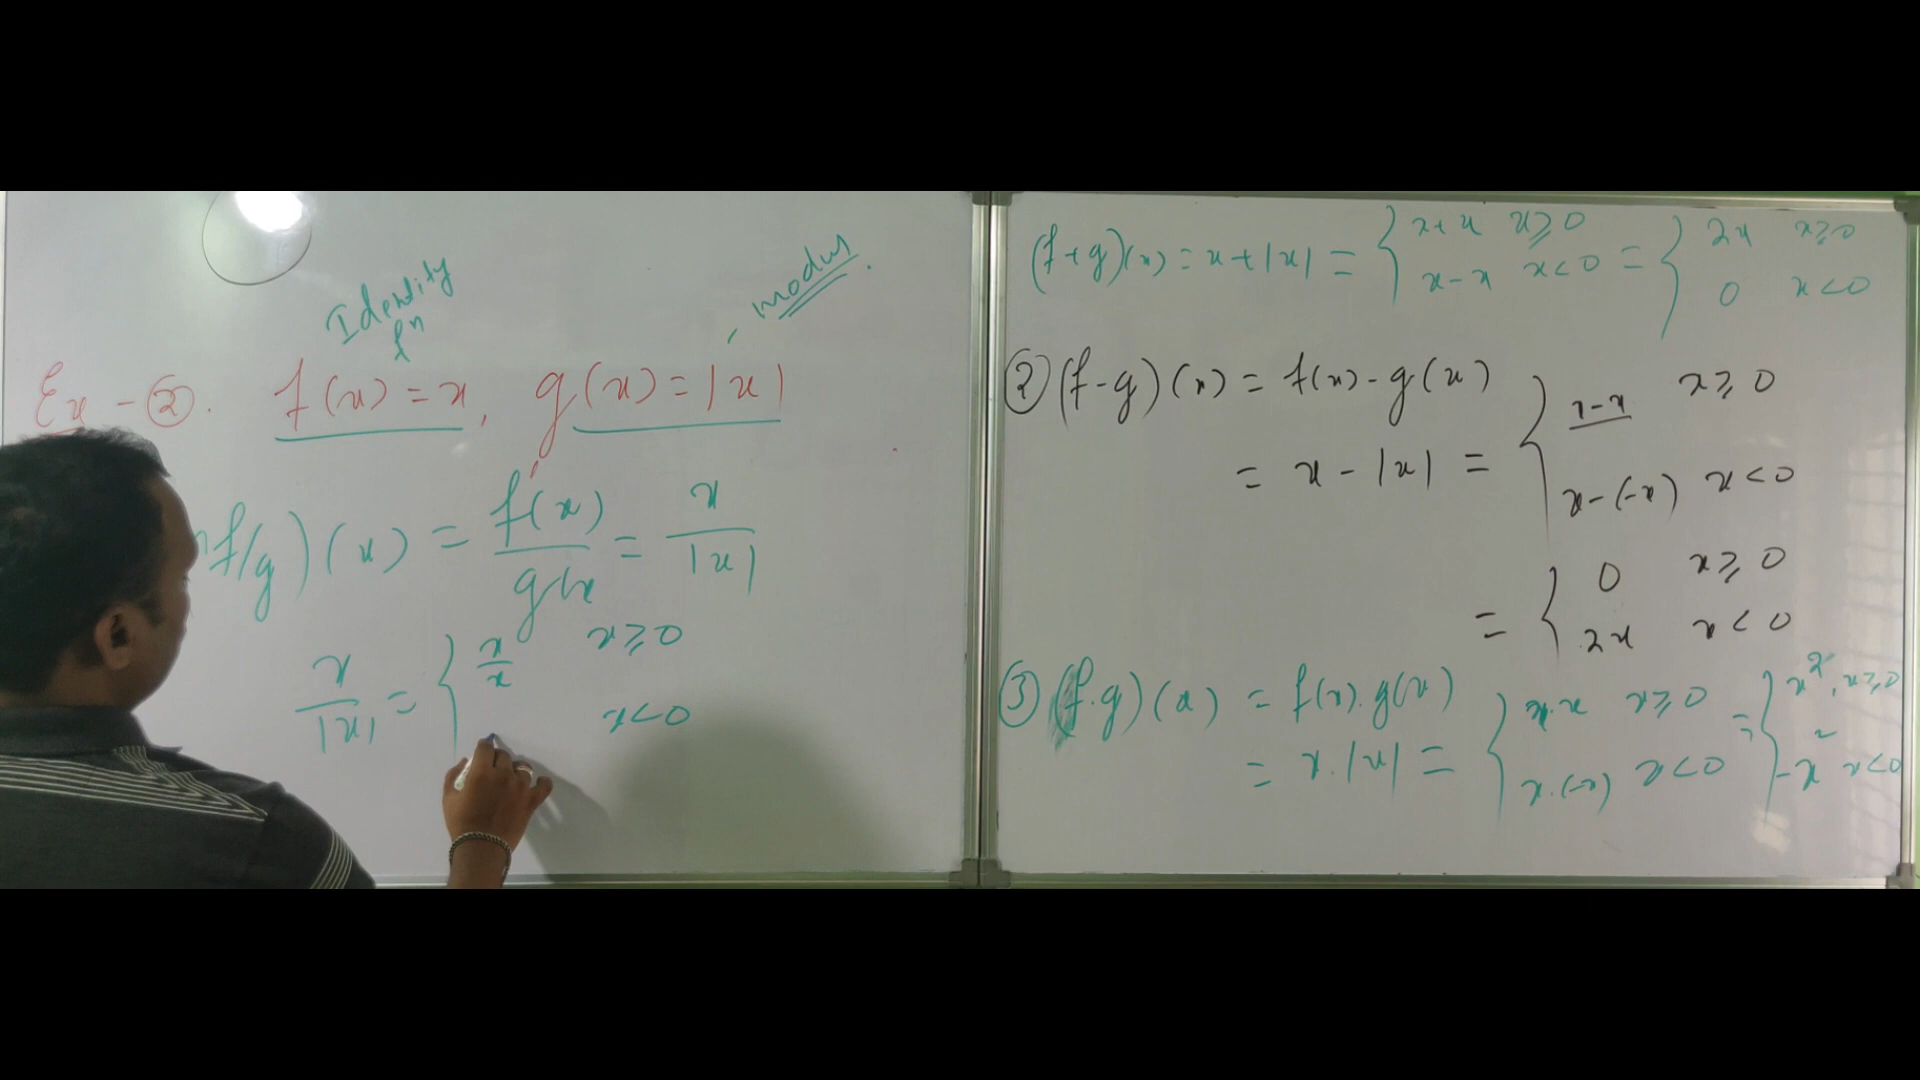 Identity fn
modus.
Ex - ②. f(x) = x, g(x) = |x|
f/g)(x) = f(x)/g(x = x/|x|
x/|x| = { x/x x ≥ 0
x < 0
(f+g)(x) = x + |x| = { x + x x ≥ 0 = { 2x x ≥ 0
x - x x < 0 0 x < 0
② (f-g)(x) = f(x) - g(x)
= x - |x| = { x - x x ≥ 0
x - (-x) x < 0
= { 0 x ≥ 0
2x x < 0
③ (f.g)(x) = f(x).g(x)
= x.|x| = { x.x x ≥ 0 = { x², x ≥ 0
x.(-x) x < 0 -x² x < 0